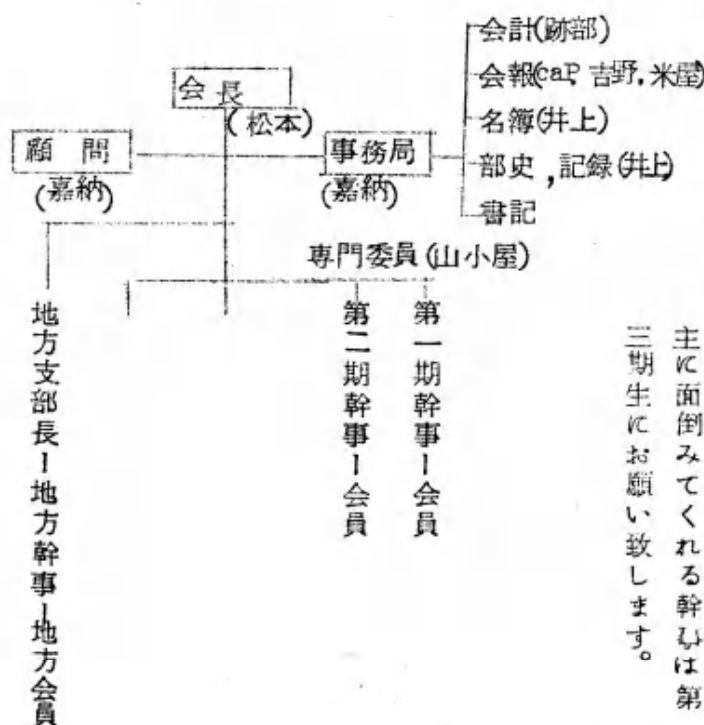 会計(跡部)
会報(cap 吉野.米屋)
名簿(井上)
部史,記録(井上)
書記
会長
(松本)
顧問
(嘉納)
事務局
(嘉納)
専門委員(山小屋)
第一期幹事ー会員
第二期幹事ー会員
地方支部長ー地方幹事ー地方会員
主に面倒みてくれる幹は第
三期生にお願い致します。